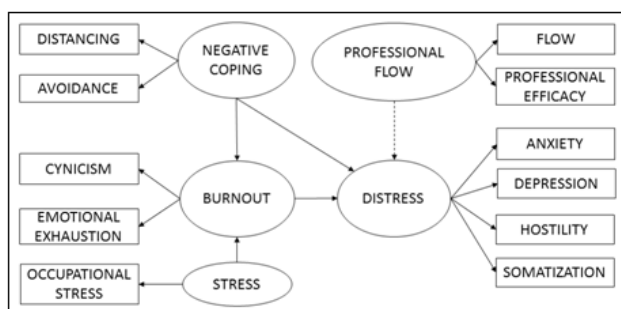 DISTANCING
AVOIDANCE
NEGATIVE
COPING
PROFESSIONAL
FLOW
FLOW
PROFESSIONAL
EFFICACY
CYNICISM
EMOTIONAL
EXHAUSTION
OCCUPATIONAL
STRESS
BURNOUT
STRESS
DISTRESS
ANXIETY
DEPRESSION
HOSTILITY
SOMATIZATION